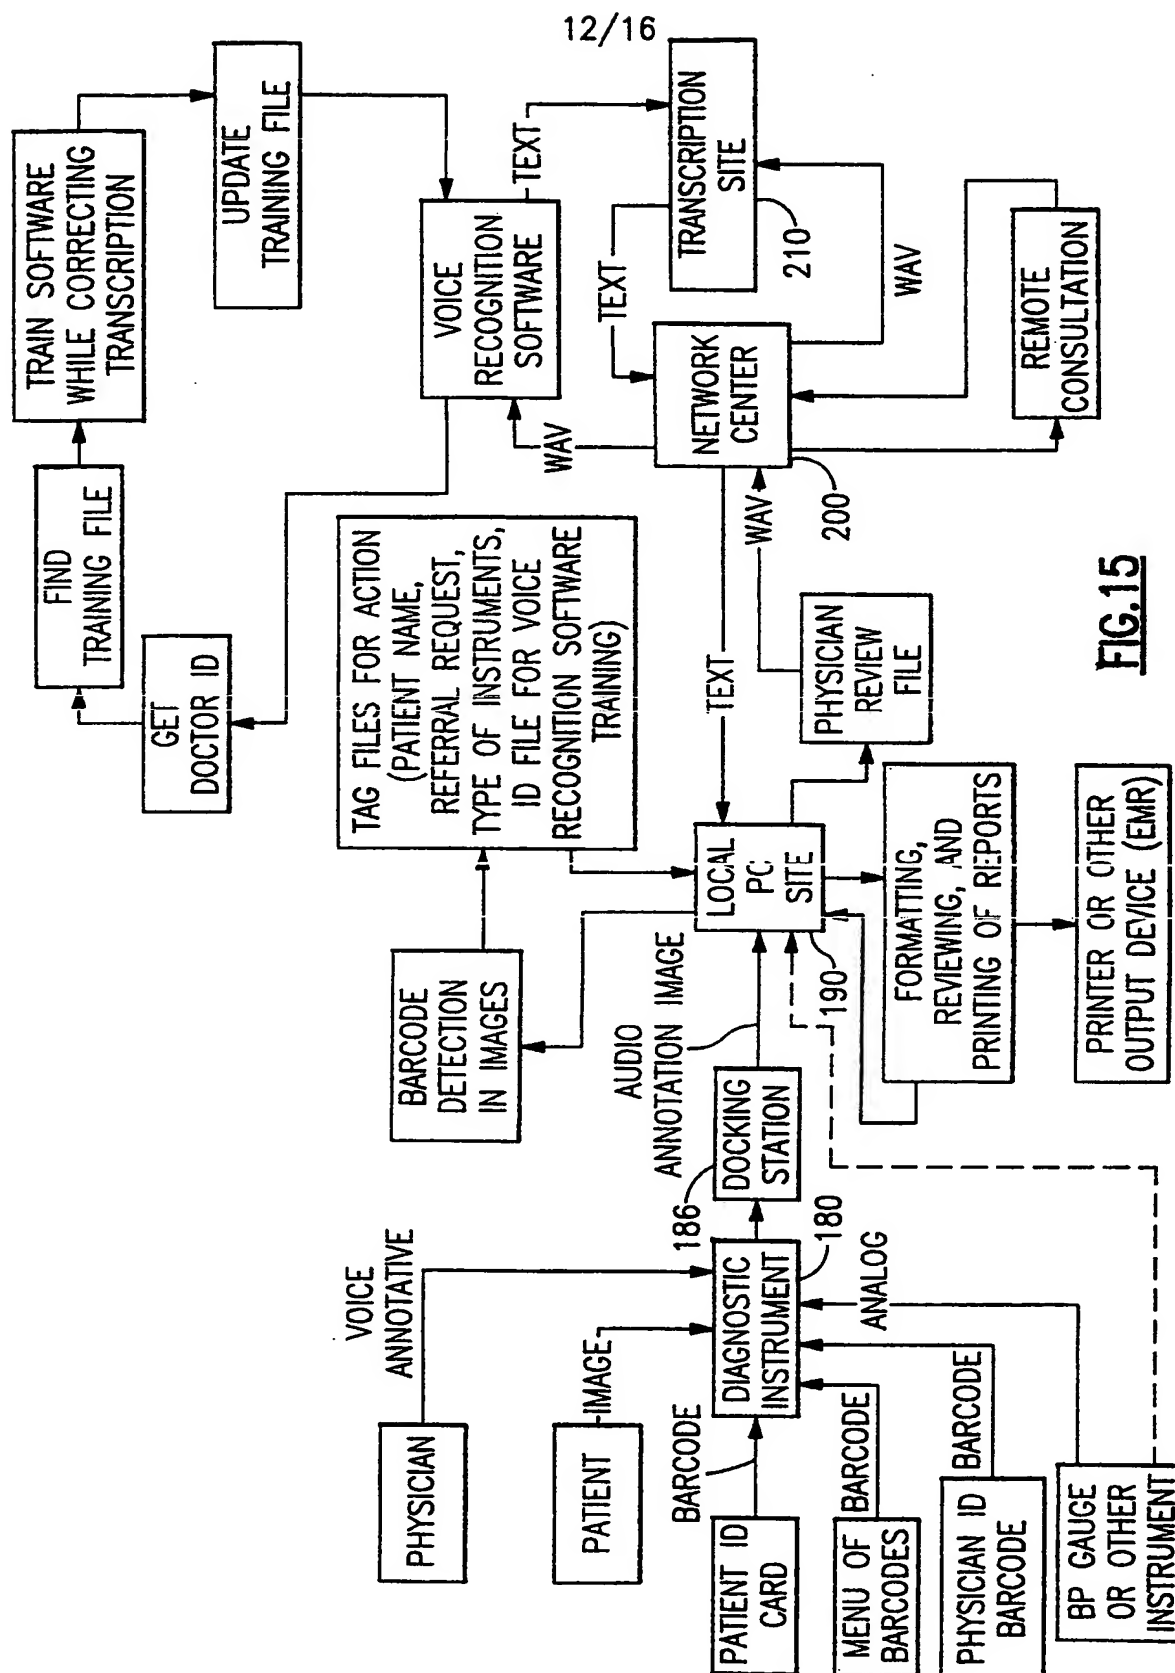 12/16
TRAIN SOFTWARE
WHILE CORRECTING
TRANSCRIPTION
UPDATE
TRAINING FILE
FIND
TRAINING FILE
GET
DOCTOR ID
VOICE
RECOGNITION
SOFTWARE
TEXT
TRANSCRIPTION
SITE
210
TEXT
WAV
NETWORK
CENTER
200
WAV
REMOTE
CONSULTATION
TAG FILES FOR ACTION
(PATIENT NAME,
REFERRAL REQUEST,
TYPE OF INSTRUMENTS,
ID FILE FOR VOICE
RECOGNITION SOFTWARE
TRAINING)
TEXT
WAV
PHYSICIAN
REVIEW
FILE
BARCODE
DETECTION
IN IMAGES
LOCAL
PC
SITE
190
FORMATTING,
REVIEWING, AND
PRINTING OF REPORTS
PRINTER OR OTHER
OUTPUT DEVICE (EMR)
AUDIO
ANNOTATION IMAGE
DOCKING
STATION
186
VOICE
ANNOTATIVE
PHYSICIAN
PATIENT
IMAGE
DIAGNOSTIC
INSTRUMENT
180
ANALOG
BARCODE
PATIENT ID
CARD
BARCODE
MENU OF
BARCODES
BARCODE
PHYSICIAN ID
BARCODE
BP GAUGE
OR OTHER
INSTRUMENT
FIG.15